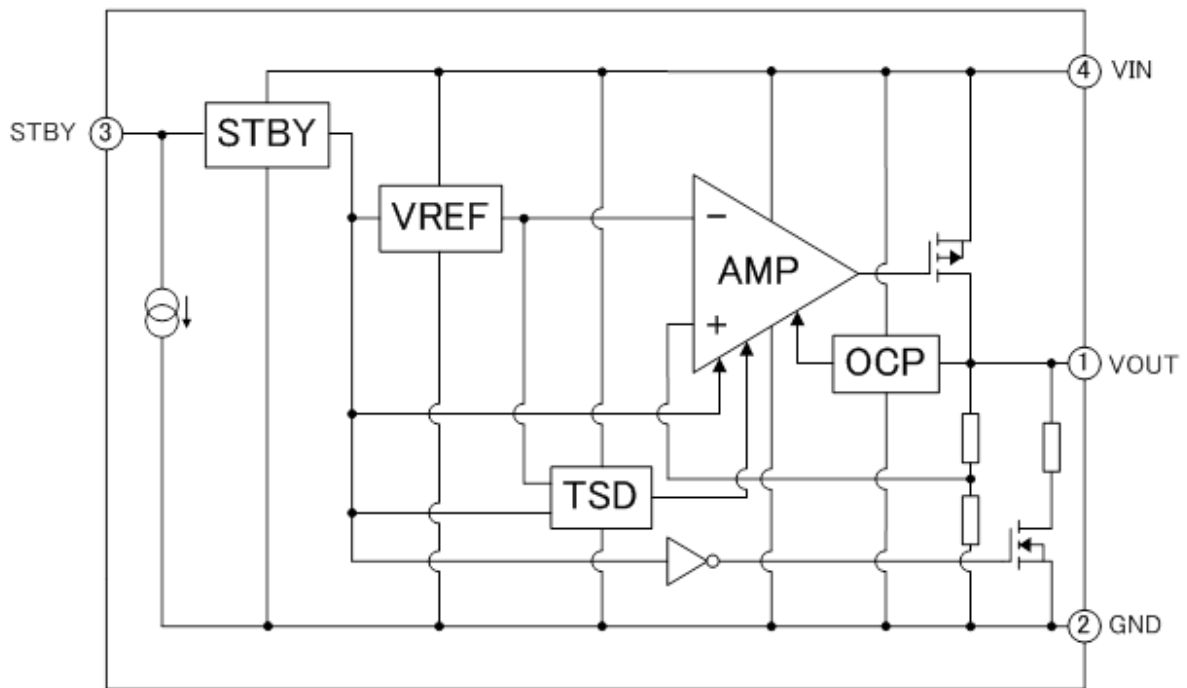 4 VIN
STBY 3
STBY
VREF
−
AMP
+
OCP
1 VOUT
TSD
2 GND